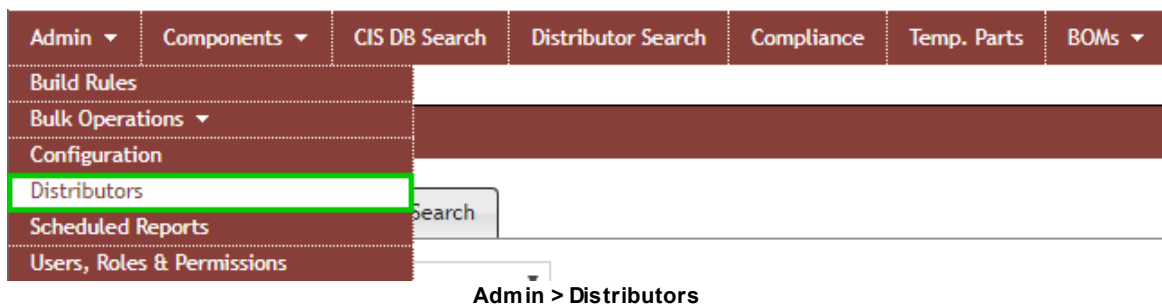 Admin Components CIS DB Search Distributor Search Compliance Temp. Parts BOMs
Build Rules
Bulk Operations
Configuration
Distributors
Search
Scheduled Reports
Users, Roles & Permissions
Admin > Distributors